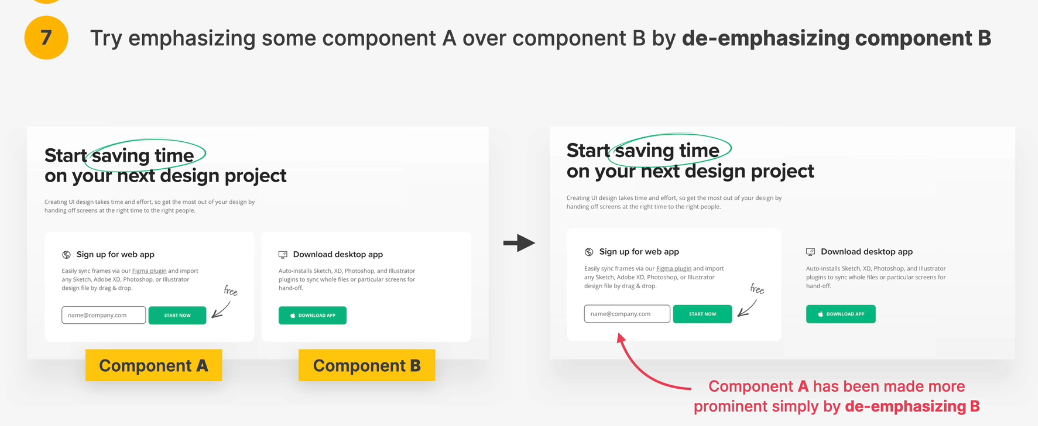 7
Try emphasizing some component A over component B by de-emphasizing component B
Start saving time
on your next design project
Creating UI design takes time and effort, so get the most out of your design by
handing off screens at the right time to the right people.
Sign up for web app
Easily sync frames via our Figma plugin and import
any Sketch, Adobe XD, Photoshop, or Illustrator
design file by drag & drop.
free
name@company.com
START NOW
Download desktop app
Auto-installs Sketch, XD, Photoshop, and Illustrator
plugins to sync whole files or particular screens for
hand-off.
DOWNLOAD APP
Component A
Component B
Start saving time
on your next design project
Creating UI design takes time and effort, so get the most out of your design by
handing off screens at the right time to the right people.
Sign up for web app
Easily sync frames via our Figma plugin and import
any Sketch, Adobe XD, Photoshop, or Illustrator
design file by drag & drop.
free
name@company.com
START NOW
Download desktop app
Auto-installs Sketch, XD, Photoshop, and Illustrator
plugins to sync whole files or particular screens for
hand-off.
DOWNLOAD APP
Component A has been made more
prominent simply by de-emphasizing B